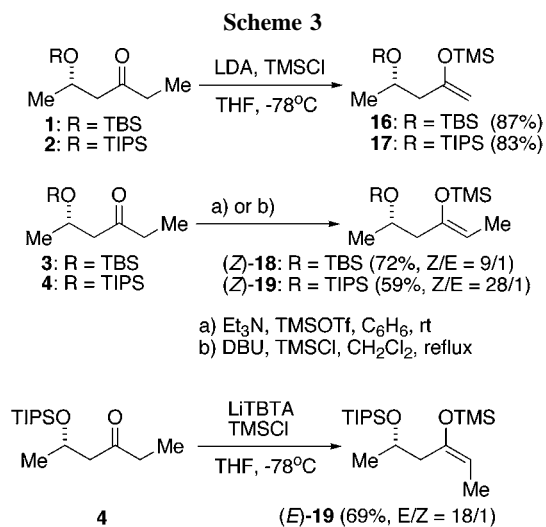 Scheme 3
RO O
Me Me
LDA, TMSCl
THF, -78°C
RO OTMS
Me
1: R = TBS
2: R = TIPS
16: R = TBS (87%)
17: R = TIPS (83%)
RO O
Me Me
a) or b)
RO OTMS
Me Me
3: R = TBS
4: R = TIPS
(Z)-18: R = TBS (72%, Z/E = 9/1)
(Z)-19: R = TIPS (59%, Z/E = 28/1)
a) Et3N, TMSOTf, C6H6, rt
b) DBU, TMSCl, CH2Cl2, reflux
TIPSO O
Me Me
LiTBTA
TMSCl
THF, -78°C
TIPSO OTMS
Me
Me
4
(E)-19 (69%, E/Z = 18/1)